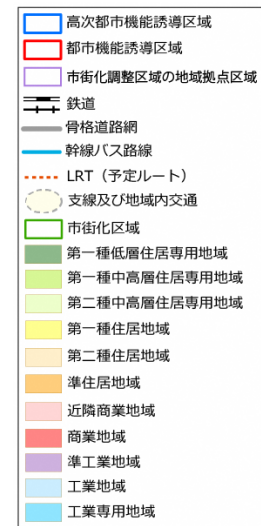 高次都市機能誘導区域
都市機能誘導区域
市街化調整区域の地域拠点区域
鉄道
骨格道路網
幹線バス路線
LRT（予定ルート）
支線及び地域内交通
市街化区域
第一種低層住居専用地域
第一種中高層住居専用地域
第二種中高層住居専用地域
第一種住居地域
第二種住居地域
準住居地域
近隣商業地域
商業地域
準工業地域
工業地域
工業専用地域